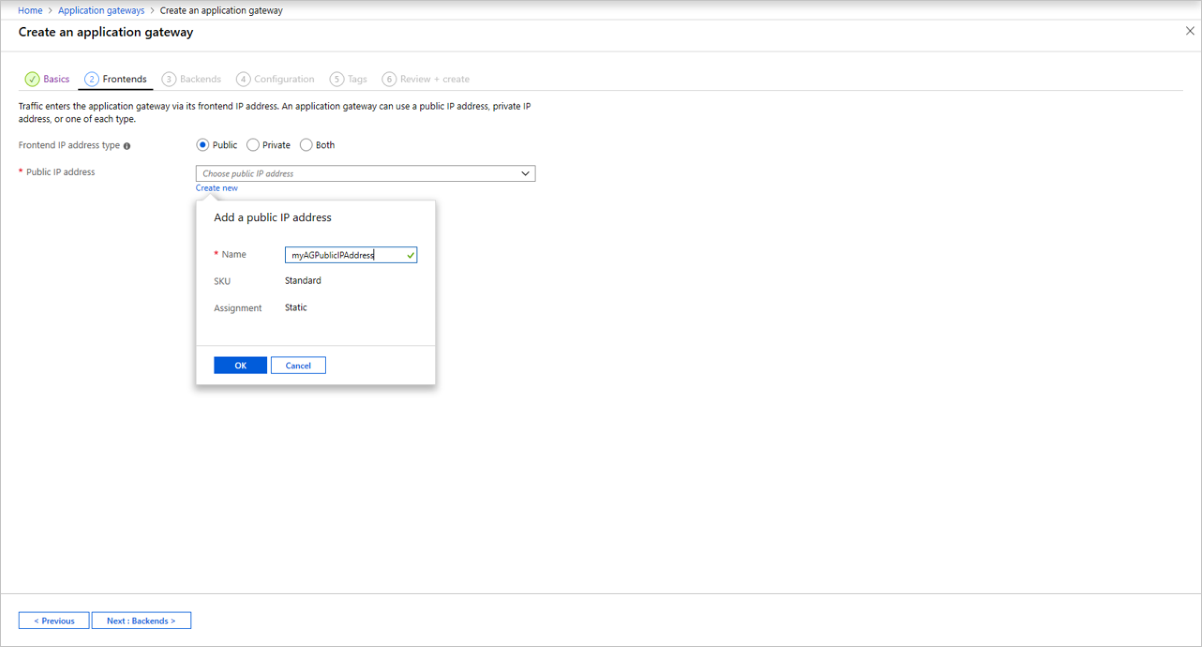 Home > Application gateways > Create an application gateway
Create an application gateway
Basics 2 Frontends 3 Backends 4 Configuration 5 Tags 6 Review + create
Traffic enters the application gateway via its frontend IP address. An application gateway can use a public IP address, private IP
address, or one of each type.
Frontend IP address type Public Private Both
* Public IP address Choose public IP address
Create new
Add a public IP address
* Name myAGPublicIPAddress
SKU Standard
Assignment Static
OK Cancel
< Previous Next : Backends >